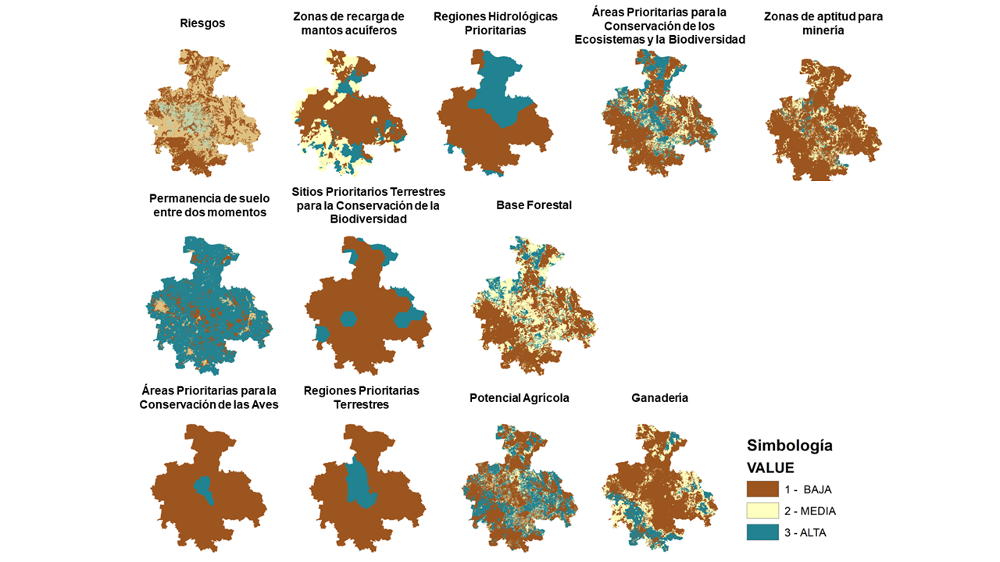 Riesgos
Zonas de recarga de
mantos acuíferos
Regiones Hidrológicas
Prioritarias
Áreas Prioritarias para la
Conservación de los
Ecosistemas y la Biodiversidad
Zonas de aptitud para
minería
Permanencia de suelo
entre dos momentos
Sitios Prioritarios Terrestres
para la Conservación de la
Biodiversidad
Base Forestal
Áreas Prioritarias para la
Conservación de las Aves
Regiones Prioritarias
Terrestres
Potencial Agrícola
Ganadería
Simbología
VALUE
1 - BAJA
2 - MEDIA
3 - ALTA